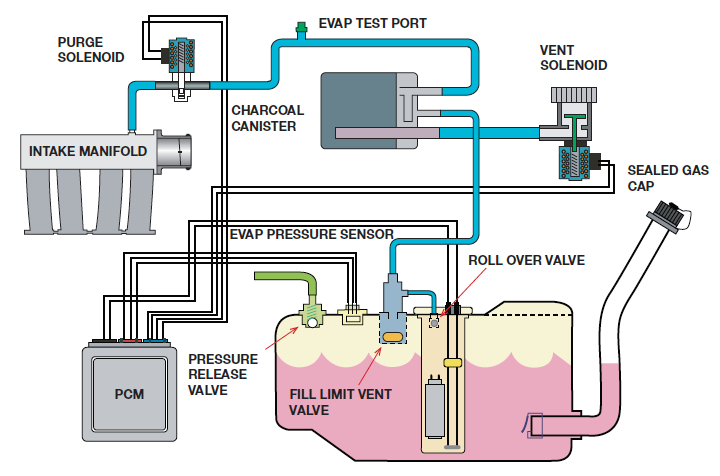 EVAP TEST PORT
PURGE
SOLENOID
VENT
SOLENOID
CHARCOAL
CANISTER
INTAKE MANIFOLD
SEALED GAS
CAP
EVAP PRESSURE SENSOR
ROLL OVER VALVE
PRESSURE
RELEASE
VALVE
PCM
FILL LIMIT VENT
VALVE